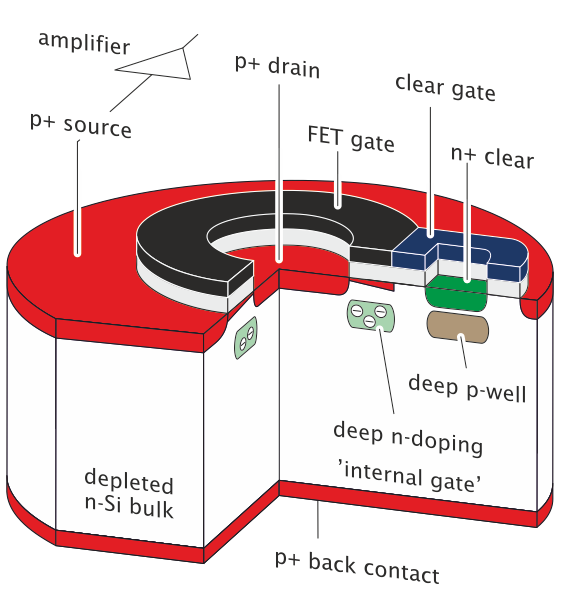 amplifier
p+ drain
clear gate
p+ source
FET gate
n+ clear
deep p-well
deep n-doping
'internal gate'
depleted
n-Si bulk
p+ back contact